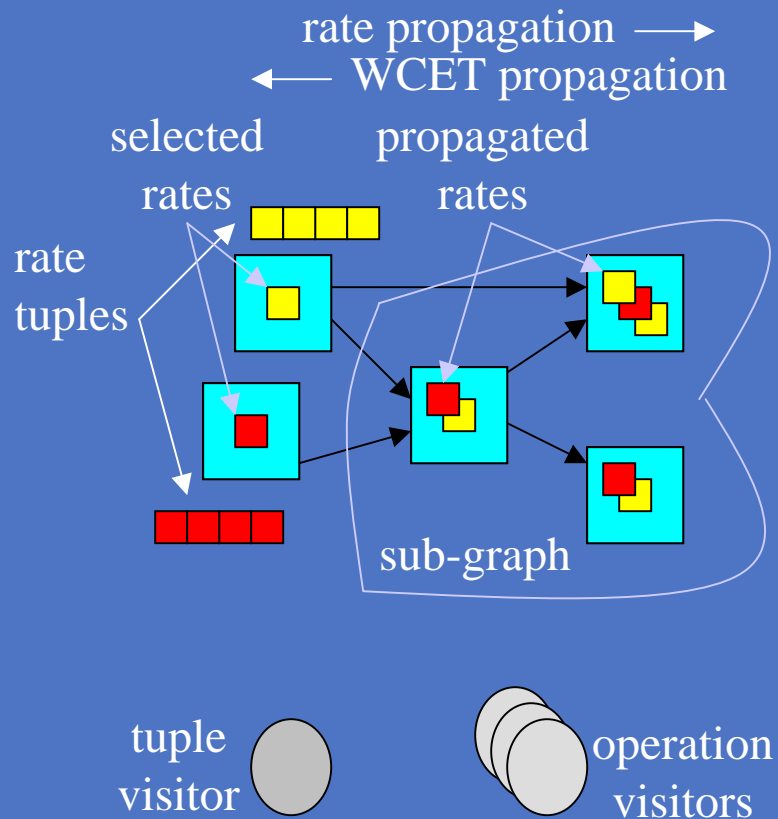 rate propagation
WCET propagation
selected
rates
propagated
rates
rate
tuples
sub-graph
tuple
visitor
operation
visitors